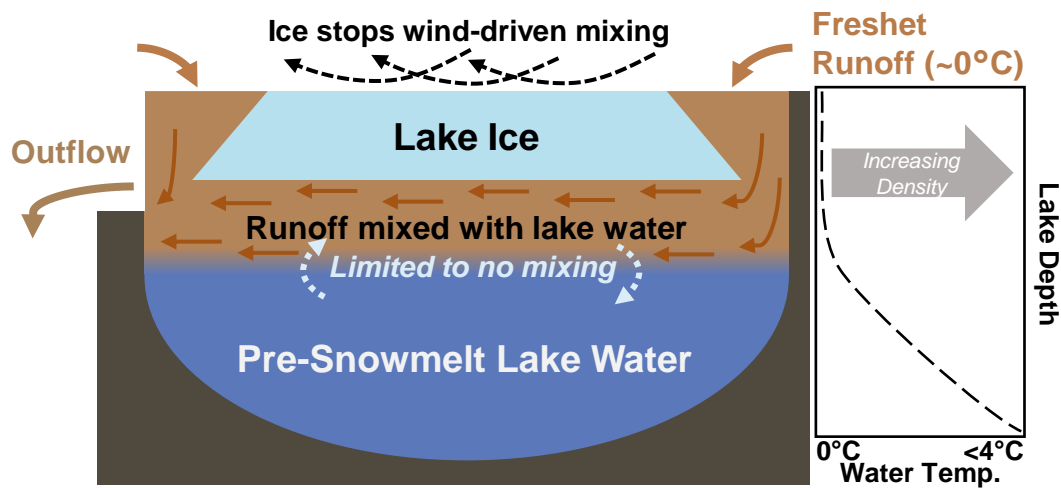 Ice stops wind-driven mixing
Freshet
Runoff (~0°C)
Outflow
Lake Ice
Increasing
Density
Runoff mixed with lake water
Limited to no mixing
Pre-Snowmelt Lake Water
Lake Depth
0°C
<4°C
Water Temp.